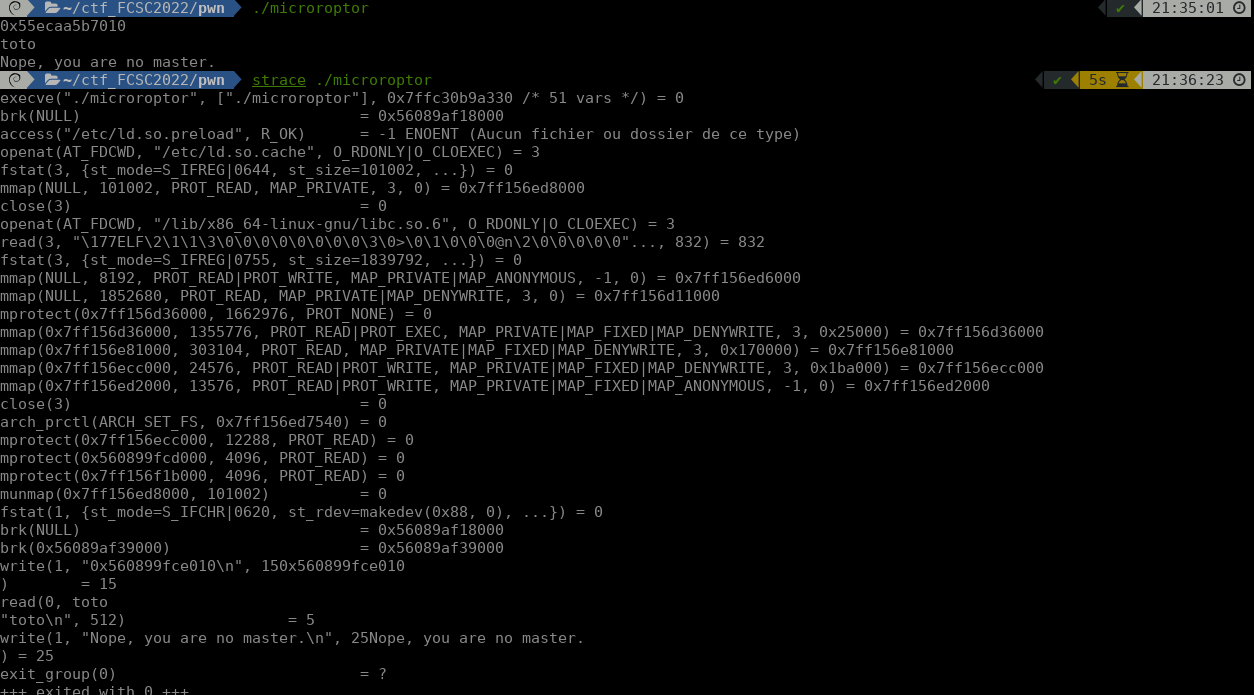 ~/ctf_FCSC2022/pwn ./microroptor ✔ 21:35:01
0x55ecaa5b7010
toto
Nope, you are no master.
~/ctf_FCSC2022/pwn strace ./microroptor ✔ 5s 21:36:23
execve("./microroptor", ["./microroptor"], 0x7ffc30b9a330 /* 51 vars */) = 0
brk(NULL)                               = 0x56089af18000
access("/etc/ld.so.preload", R_OK)      = -1 ENOENT (Aucun fichier ou dossier de ce type)
openat(AT_FDCWD, "/etc/ld.so.cache", O_RDONLY|O_CLOEXEC) = 3
fstat(3, {st_mode=S_IFREG|0644, st_size=101002, ...}) = 0
mmap(NULL, 101002, PROT_READ, MAP_PRIVATE, 3, 0) = 0x7ff156ed8000
close(3)                                = 0
openat(AT_FDCWD, "/lib/x86_64-linux-gnu/libc.so.6", O_RDONLY|O_CLOEXEC) = 3
read(3, "\177ELF\2\1\1\3\0\0\0\0\0\0\0\0\3\0>\0\1\0\0\0@n\2\0\0\0\0\0"..., 832) = 832
fstat(3, {st_mode=S_IFREG|0755, st_size=1839792, ...}) = 0
mmap(NULL, 8192, PROT_READ|PROT_WRITE, MAP_PRIVATE|MAP_ANONYMOUS, -1, 0) = 0x7ff156ed6000
mmap(NULL, 1852680, PROT_READ, MAP_PRIVATE|MAP_DENYWRITE, 3, 0) = 0x7ff156d11000
mprotect(0x7ff156d36000, 1662976, PROT_NONE) = 0
mmap(0x7ff156d36000, 1355776, PROT_READ|PROT_EXEC, MAP_PRIVATE|MAP_FIXED|MAP_DENYWRITE, 3, 0x25000) = 0x7ff156d36000
mmap(0x7ff156e81000, 303104, PROT_READ, MAP_PRIVATE|MAP_FIXED|MAP_DENYWRITE, 3, 0x170000) = 0x7ff156e81000
mmap(0x7ff156ecc000, 24576, PROT_READ|PROT_WRITE, MAP_PRIVATE|MAP_FIXED|MAP_DENYWRITE, 3, 0x1ba000) = 0x7ff156ecc000
mmap(0x7ff156ed2000, 13576, PROT_READ|PROT_WRITE, MAP_PRIVATE|MAP_FIXED|MAP_ANONYMOUS, -1, 0) = 0x7ff156ed2000
close(3)                                = 0
arch_prctl(ARCH_SET_FS, 0x7ff156ed7540) = 0
mprotect(0x7ff156ecc000, 12288, PROT_READ) = 0
mprotect(0x560899fcd000, 4096, PROT_READ) = 0
mprotect(0x7ff156f1b000, 4096, PROT_READ) = 0
munmap(0x7ff156ed8000, 101002)          = 0
fstat(1, {st_mode=S_IFCHR|0620, st_rdev=makedev(0x88, 0), ...}) = 0
brk(NULL)                               = 0x56089af18000
brk(0x56089af39000)                     = 0x56089af39000
write(1, "0x560899fce010\n", 150x560899fce010
)        = 15
read(0, toto
"toto\n", 512)                  = 5
write(1, "Nope, you are no master.\n", 25Nope, you are no master.
) = 25
exit_group(0)                           = ?
+++ exited with 0 +++